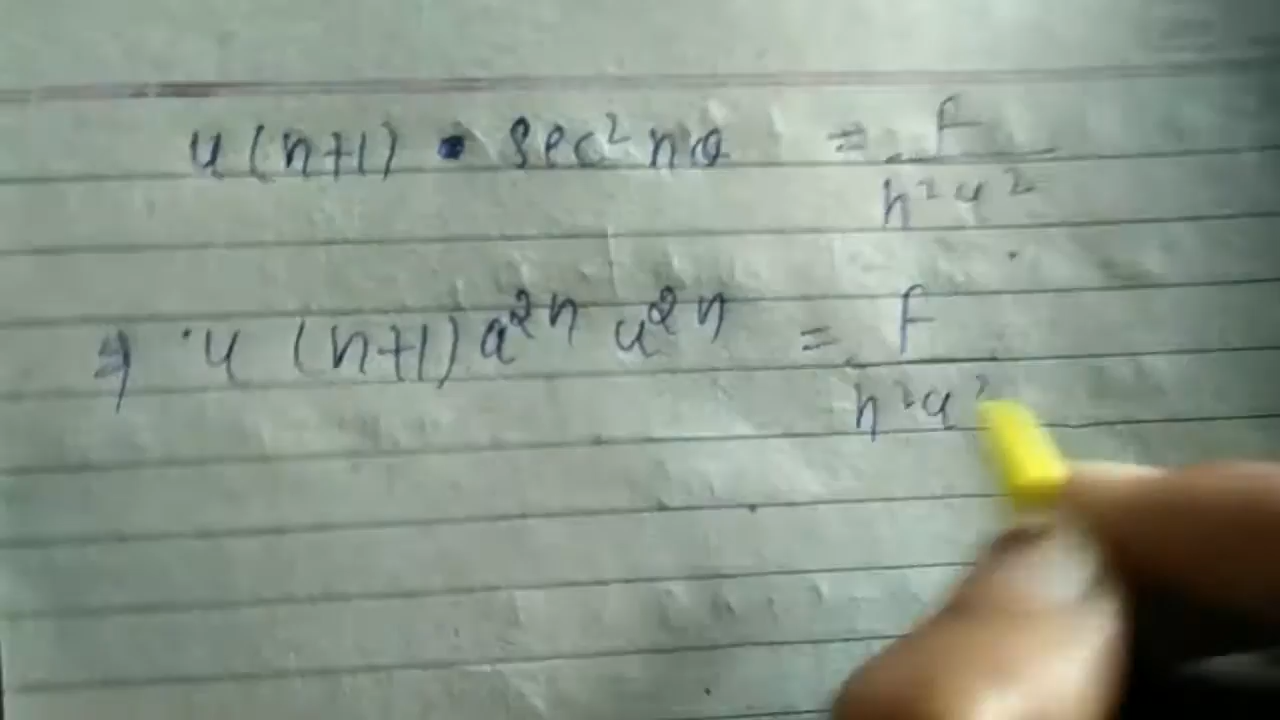 u (n+1) • sec² nθ = F / h²u²
⇒ u (n+1) a²ⁿ u²ⁿ = F / h²u²